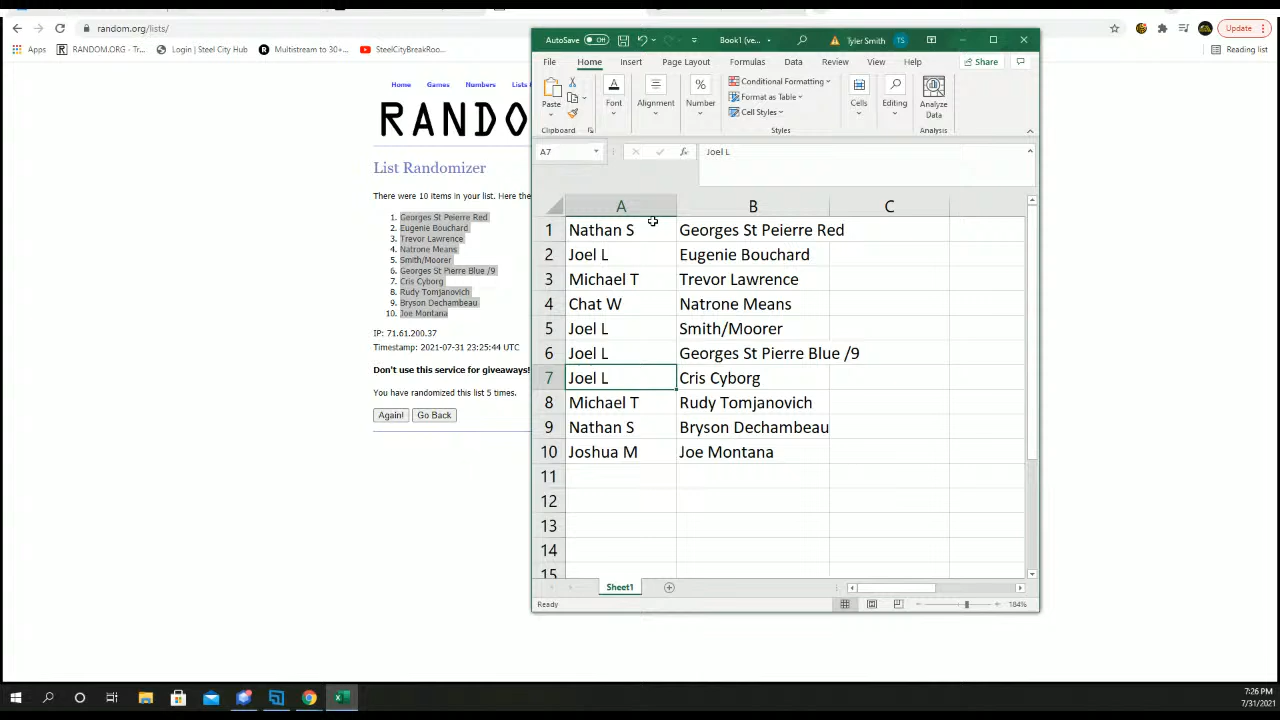 random.org/lists/
Update
Apps
RANDOM.ORG - Tr...
Login | Steel City Hub
Multistream to 30+...
SteelCityBreakRoo...
Reading list
Home Games Numbers Lists
RANDO
List Randomizer
There were 10 items in your list. Here the
1. Georges St Peierre Red
2. Eugenie Bouchard
3. Trevor Lawrence
4. Natrone Means
5. Smith/Moorer
6. Georges St Pierre Blue /9
7. Cris Cyborg
8. Rudy Tomjanovich
9. Bryson Dechambeau
10. Joe Montana
IP: 71.61.200.37
Timestamp: 2021-07-31 23:25:44 UTC
Don't use this service for giveaways!
You have randomized this list 5 times.
Again! Go Back
AutoSave Off Book1 (ve... Tyler Smith TS
File Home Insert Page Layout Formulas Data Review View Help Share
Paste
Clipboard
Font
Alignment
Number
Conditional Formatting
Format as Table
Cell Styles
Styles
Cells
Editing
Analyze
Data
Analysis
A7 fx Joel L
A B C
1 Nathan S Georges St Peierre Red
2 Joel L Eugenie Bouchard
3 Michael T Trevor Lawrence
4 Chat W Natrone Means
5 Joel L Smith/Moorer
6 Joel L Georges St Pierre Blue /9
7 Joel L Cris Cyborg
8 Michael T Rudy Tomjanovich
9 Nathan S Bryson Dechambeau
10 Joshua M Joe Montana
11
12
13
14
15
Sheet1
Ready 184%
7:26 PM
7/31/2021